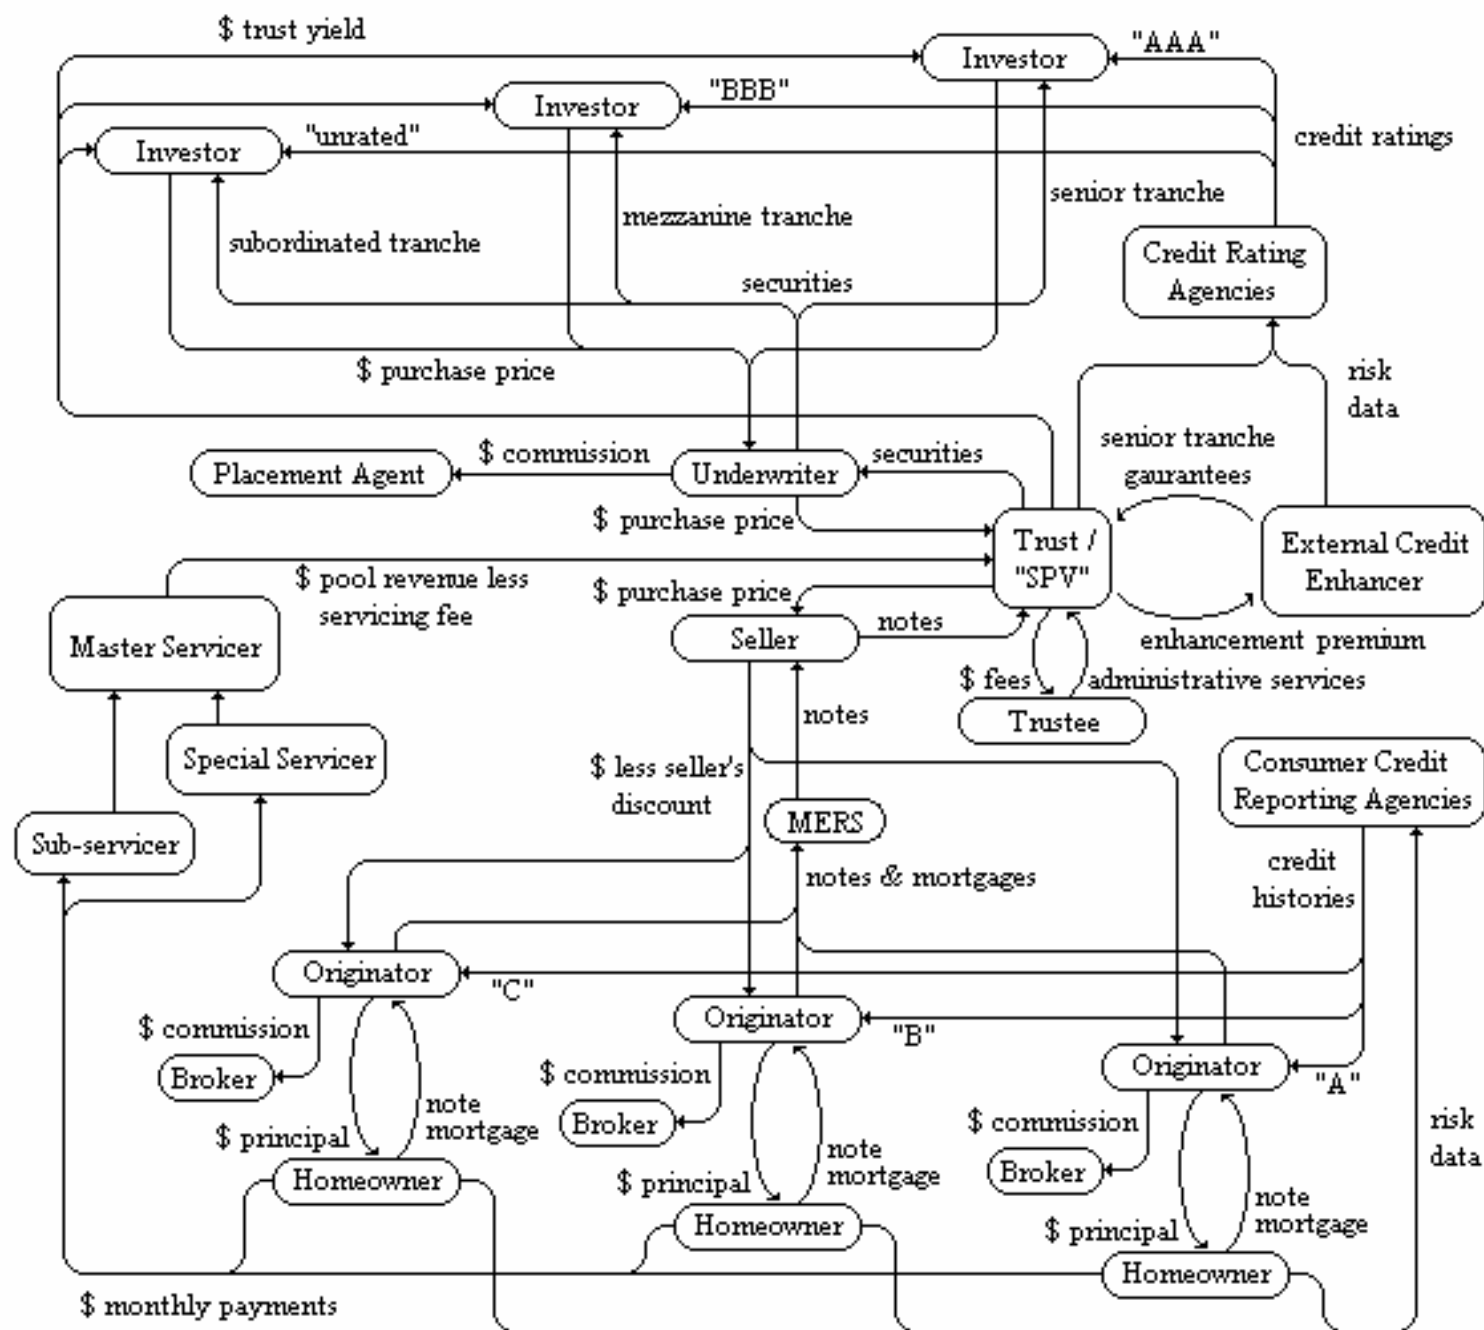 $ trust yield
Investor
"AAA"
Investor
"BBB"
Investor
"unrated"
credit ratings
senior tranche
mezzanine tranche
subordinated tranche
Credit Rating
Agencies
securities
$ purchase price
risk
data
senior tranche
gaurantees
Placement Agent
$ commission
Underwriter
securities
$ purchase price
Trust /
"SPV"
External Credit
Enhancer
$ pool revenue less
servicing fee
$ purchase price
Master Servicer
Seller
notes
enhancement premium
$ fees
administrative services
Trustee
notes
Special Servicer
$ less seller's
discount
Consumer Credit
Reporting Agencies
MERS
Sub-servicer
notes & mortgages
credit
histories
Originator
"C"
Originator
"B"
$ commission
Broker
Originator
"A"
$ commission
Broker
note
mortgage
$ principal
$ commission
Broker
risk
data
Homeowner
note
mortgage
$ principal
Homeowner
note
mortgage
$ principal
Homeowner
$ monthly payments